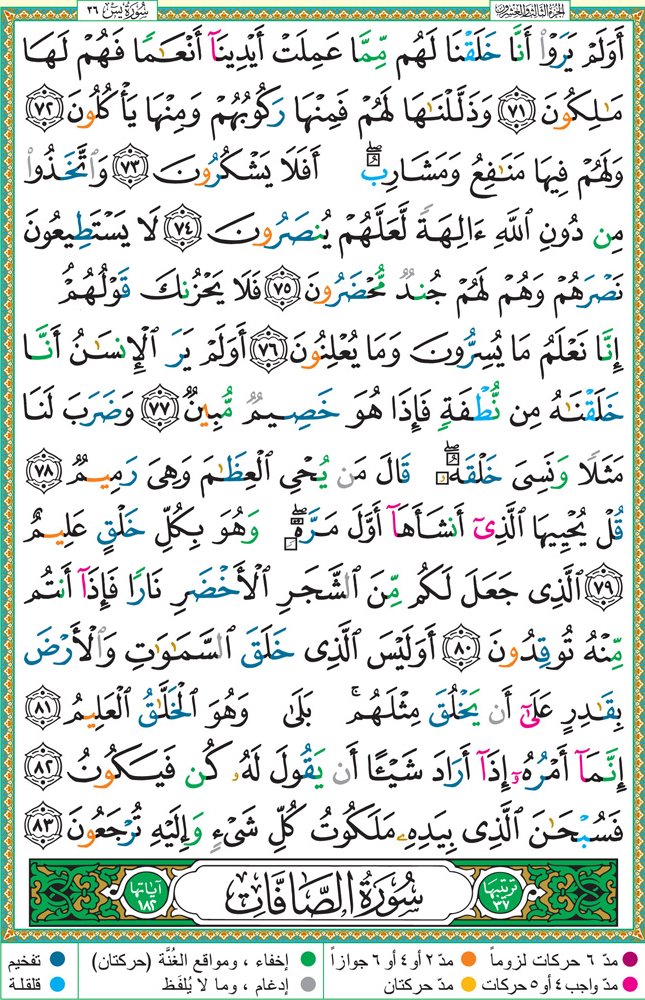 الجزء الثالث والعشرون
سورة يس ٣٦
أَوَلَمْ يَرَوْا۟ أَنَّا خَلَقْنَا لَهُم مِّمَّا عَمِلَتْ أَيْدِينَآ أَنْعَـٰمًا فَهُمْ لَهَا
مَـٰلِكُونَ ٧١ وَذَلَّلْنَـٰهَا لَهُمْ فَمِنْهَا رَكُوبُهُمْ وَمِنْهَا يَأْكُلُونَ ٧٢
وَلَهُمْ فِيهَا مَنَـٰفِعُ وَمَشَارِبُ أَفَلَا يَشْكُرُونَ ٧٣ وَٱتَّخَذُوا۟
مِن دُونِ ٱللَّهِ ءَالِهَةً لَّعَلَّهُمْ يُنصَرُونَ ٧٤ لَا يَسْتَطِيعُونَ
نَصْرَهُمْ وَهُمْ لَهُمْ جُندٌ مُّحْضَرُونَ ٧٥ فَلَا يَحْزُنكَ قَوْلُهُمْ
إِنَّا نَعْلَمُ مَا يُسِرُّونَ وَمَا يُعْلِنُونَ ٧٦ أَوَلَمْ يَرَ ٱلْإِنسَـٰنُ أَنَّا
خَلَقْنَـٰهُ مِن نُّطْفَةٍ فَإِذَا هُوَ خَصِيمٌ مُّبِينٌ ٧٧ وَضَرَبَ لَنَا
مَثَلًا وَنَسِىَ خَلْقَهُۥ قَالَ مَن يُحْىِ ٱلْعِظَـٰمَ وَهِىَ رَمِيمٌ ٧٨
قُلْ يُحْيِيهَا ٱلَّذِىٓ أَنشَأَهَآ أَوَّلَ مَرَّةٍ وَهُوَ بِكُلِّ خَلْقٍ عَلِيمٌ
٧٩ ٱلَّذِى جَعَلَ لَكُم مِّنَ ٱلشَّجَرِ ٱلْأَخْضَرِ نَارًا فَإِذَآ أَنتُم
مِّنْهُ تُوقِدُونَ ٨٠ أَوَلَيْسَ ٱلَّذِى خَلَقَ ٱلسَّمَـٰوَٰتِ وَٱلْأَرْضَ
بِقَـٰدِرٍ عَلَىٰٓ أَن يَخْلُقَ مِثْلَهُم ۚ بَلَىٰ وَهُوَ ٱلْخَلَّـٰقُ ٱلْعَلِيمُ ٨١
إِنَّمَآ أَمْرُهُۥٓ إِذَآ أَرَادَ شَيْـًٔا أَن يَقُولَ لَهُۥ كُن فَيَكُونُ ٨٢
فَسُبْحَـٰنَ ٱلَّذِى بِيَدِهِۦ مَلَكُوتُ كُلِّ شَىْءٍ وَإِلَيْهِ تُرْجَعُونَ ٨٣
ترتيبها ٣٧
سُورَةُ الصَّافَّات
آياتها ١٨٢
مدّ ٦ حركات لزوماً
مدّ ٢ أو ٤ أو ٦ جوازاً
إخفاء ، ومواقع الغُنَّة (حركتان)
تفخيم
مدّ واجب ٤ أو ٥ حركات
مدّ حركتان
إدغام ، وما لا يُلفَظ
قلقلة